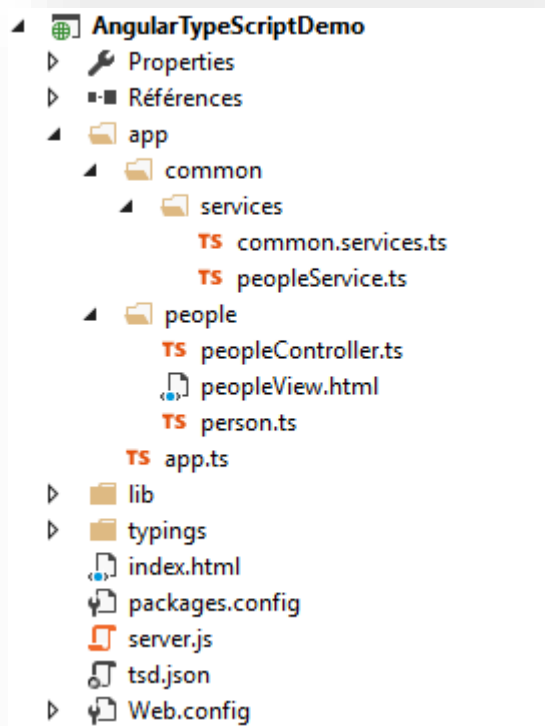 AngularTypeScriptDemo
Properties
Références
app
common
services
TS common.services.ts
TS peopleService.ts
people
TS peopleController.ts
peopleView.html
TS person.ts
TS app.ts
lib
typings
index.html
packages.config
server.js
tsd.json
Web.config